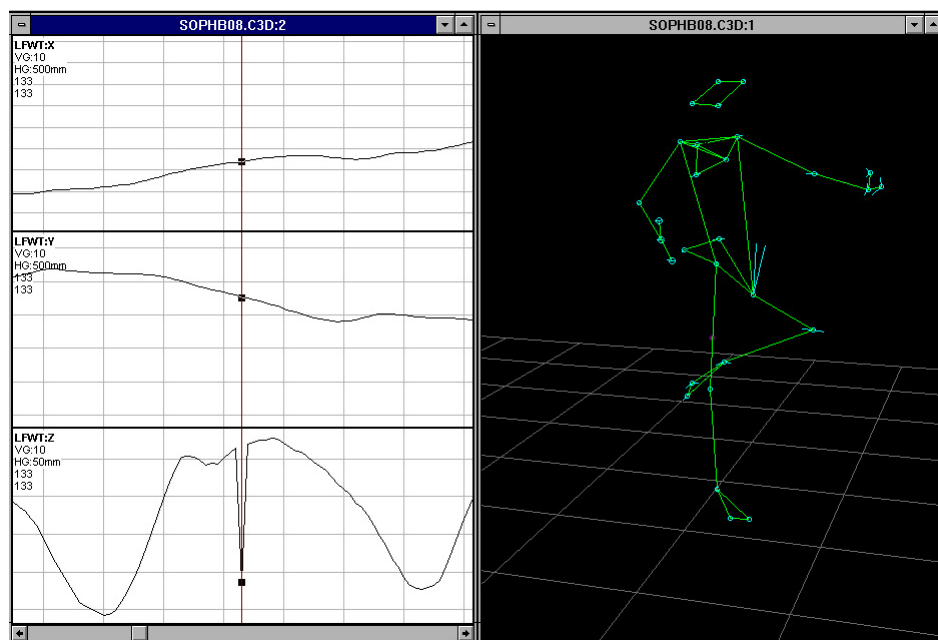 SOPHB08.C3D:2
LFWT:X
VG:10
HG:500mm
133
133
LFWT:Y
VG:10
HG:500mm
133
133
LFWT:Z
VG:10
HG:50mm
133
133
SOPHB08.C3D:1